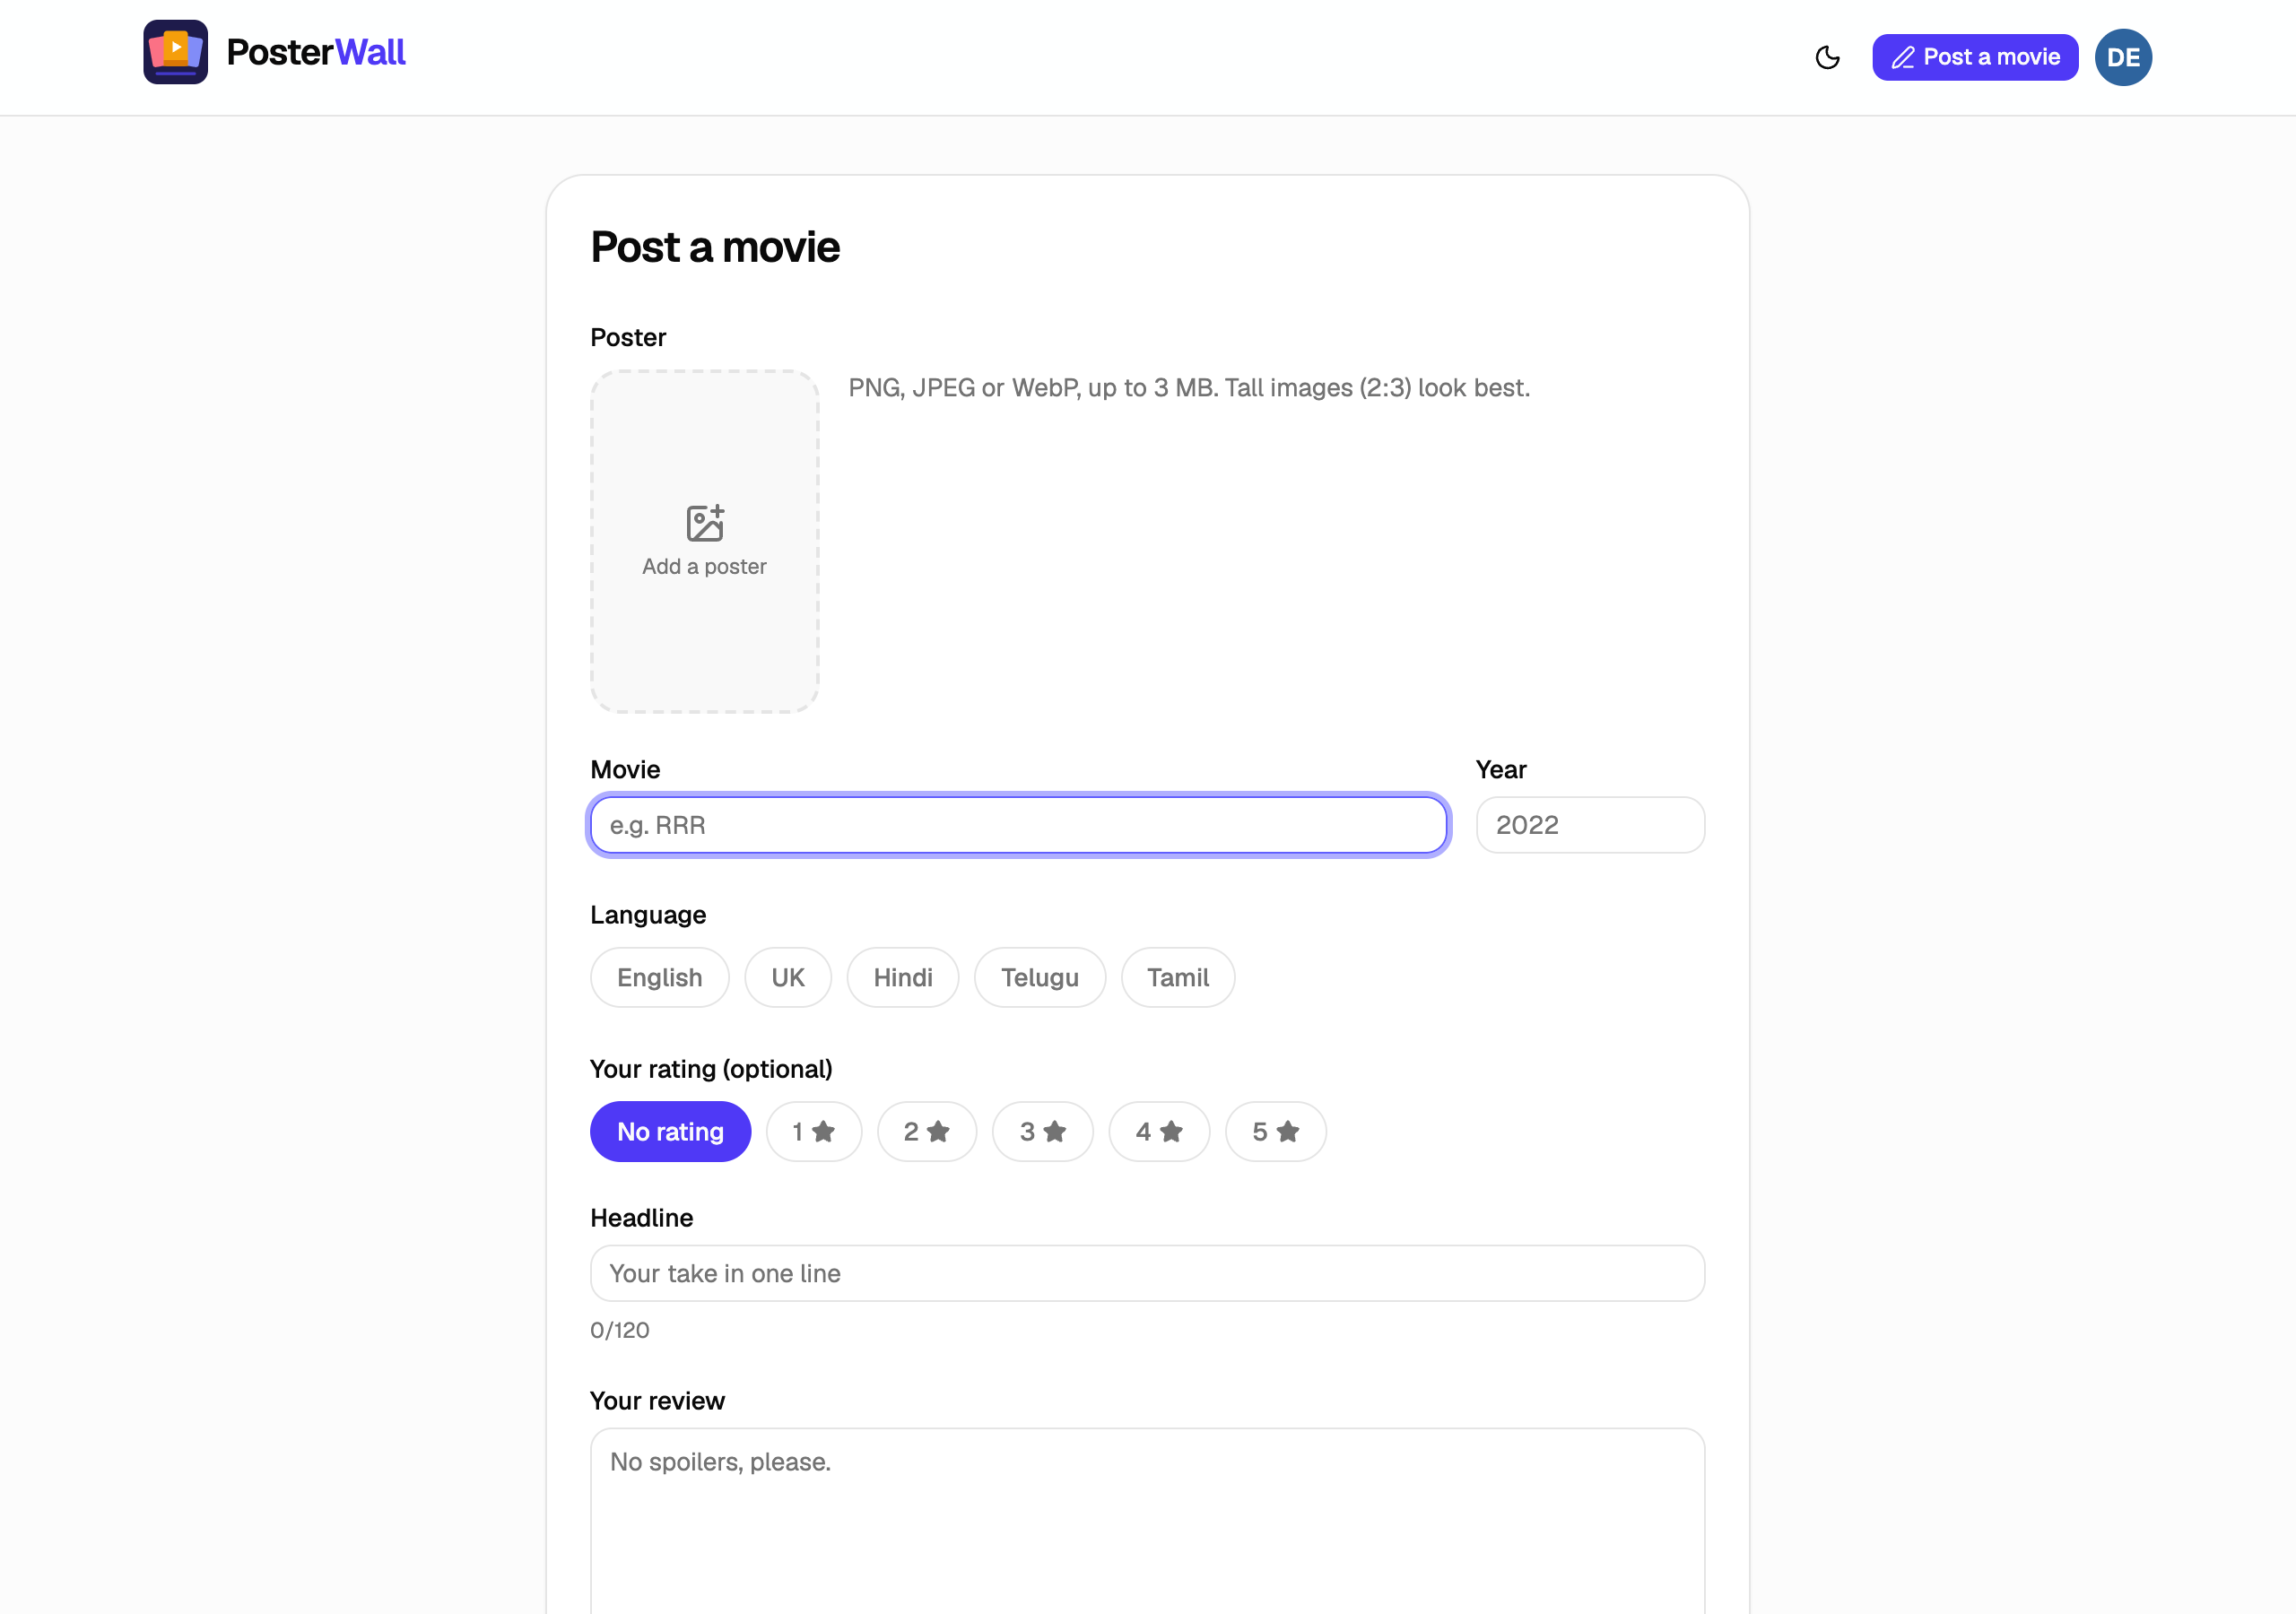 PosterWall
Post a movie
DE
Post a movie
Poster
PNG, JPEG or WebP, up to 3 MB. Tall images (2:3) look best.
Add a poster
Movie
Year
e.g. RRR
2022
Language
English UK Hindi Telugu Tamil
Your rating (optional)
No rating 1 2 3 4 5
Headline
Your take in one line
0/120
Your review
No spoilers, please.